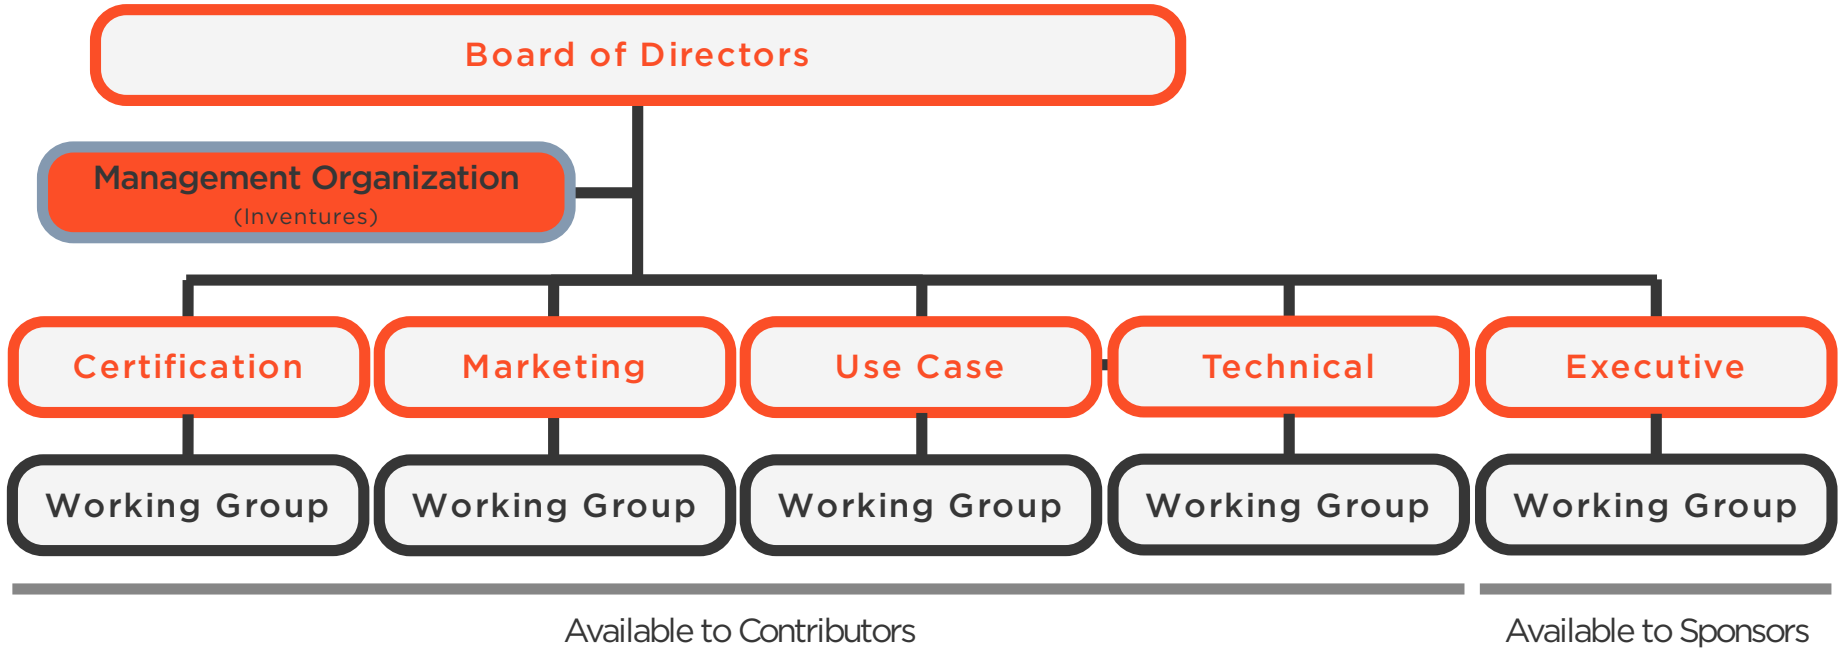 Board of Directors
Management Organization
(Inventures)
Certification
Marketing
Use Case
Technical
Executive
Working Group
Working Group
Working Group
Working Group
Working Group
Available to Contributors
Available to Sponsors